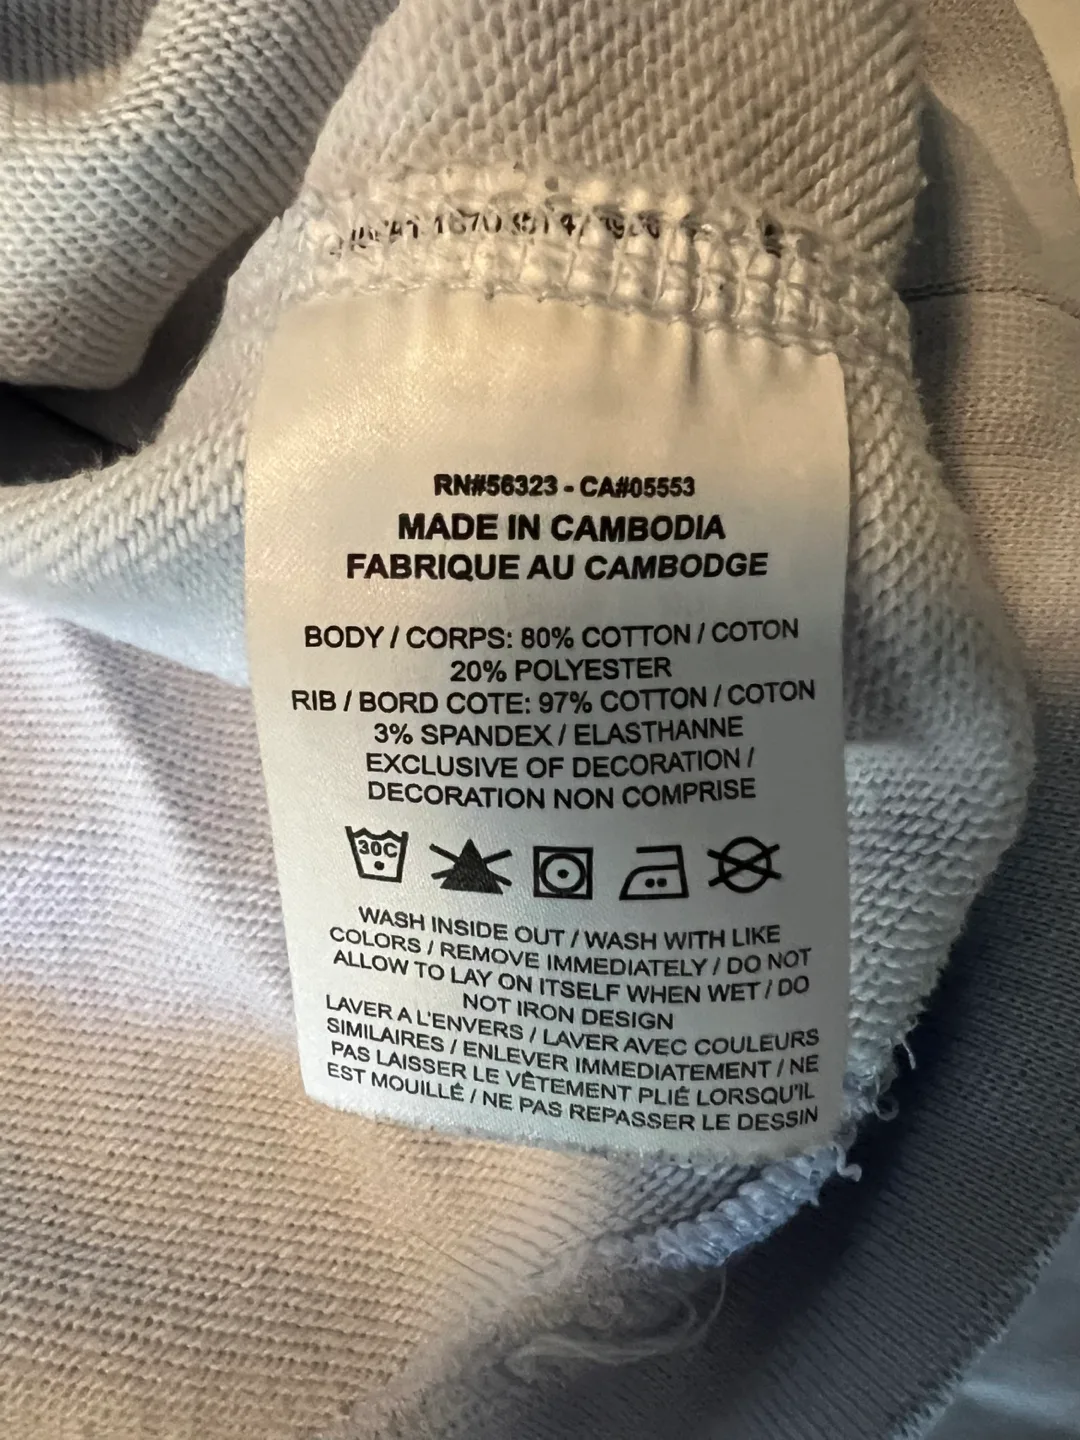 RN#56323 - CA#05553
MADE IN CAMBODIA
FABRIQUE AU CAMBODGE
BODY / CORPS: 80% COTTON / COTON
20% POLYESTER
RIB / BORD COTE: 97% COTTON / COTON
3% SPANDEX / ELASTHANNE
EXCLUSIVE OF DECORATION /
DECORATION NON COMPRISE
30C
WASH INSIDE OUT / WASH WITH LIKE
COLORS / REMOVE IMMEDIATELY / DO NOT
ALLOW TO LAY ON ITSELF WHEN WET / DO
NOT IRON DESIGN
LAVER A L'ENVERS / LAVER AVEC COULEURS
SIMILAIRES / ENLEVER IMMEDIATEMENT / NE
PAS LAISSER LE VÊTEMENT PLIÉ LORSQU'IL
EST MOUILLÉ / NE PAS REPASSER LE DESSIN